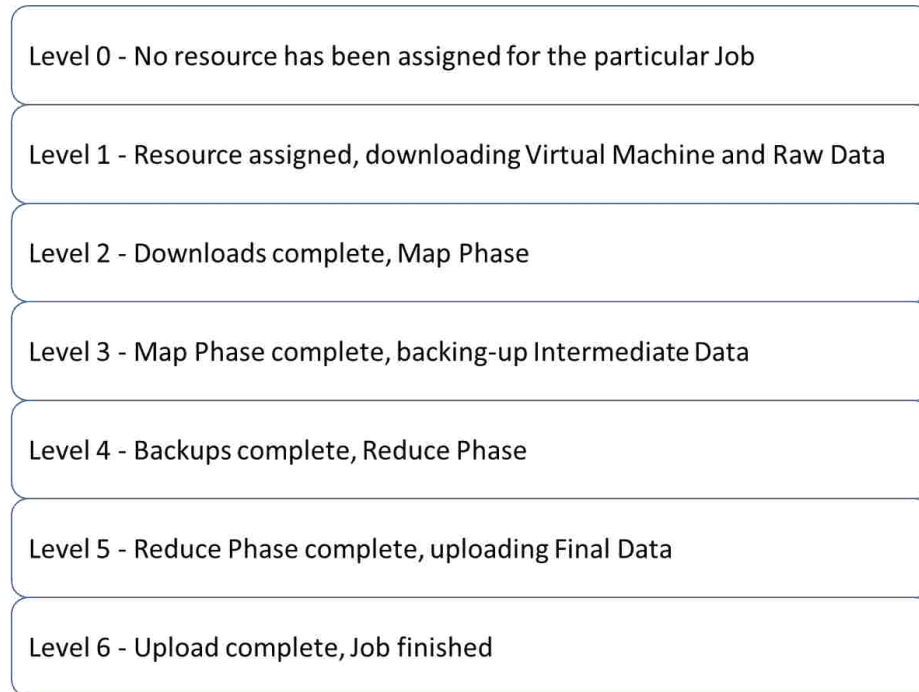 Level 0 - No resource has been assigned for the particular Job
Level 1 - Resource assigned, downloading Virtual Machine and Raw Data
Level 2 - Downloads complete, Map Phase
Level 3 - Map Phase complete, backing-up Intermediate Data
Level 4 - Backups complete, Reduce Phase
Level 5 - Reduce Phase complete, uploading Final Data
Level 6 - Upload complete, Job finished